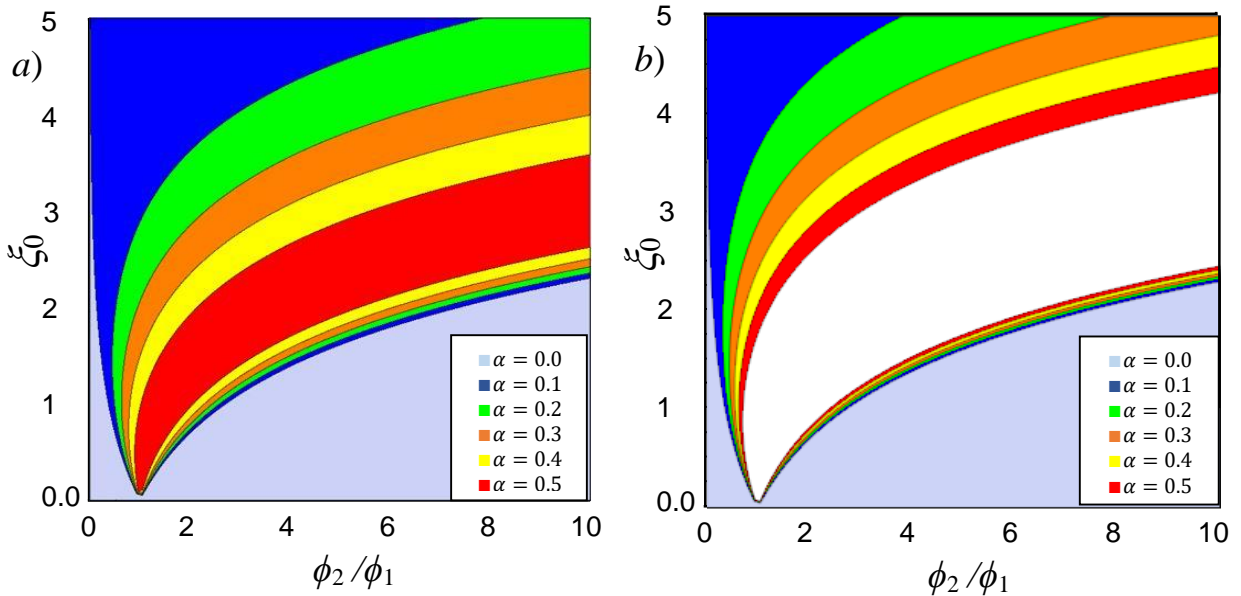 a)
5
4
3
2
1
0.0
ξ₀
0
2
4
6
8
10
ϕ₂/ϕ₁
α = 0.0
α = 0.1
α = 0.2
α = 0.3
α = 0.4
α = 0.5
b)
5
4
3
2
1
0.0
ξ₀
0
2
4
6
8
10
ϕ₂/ϕ₁
α = 0.0
α = 0.1
α = 0.2
α = 0.3
α = 0.4
α = 0.5